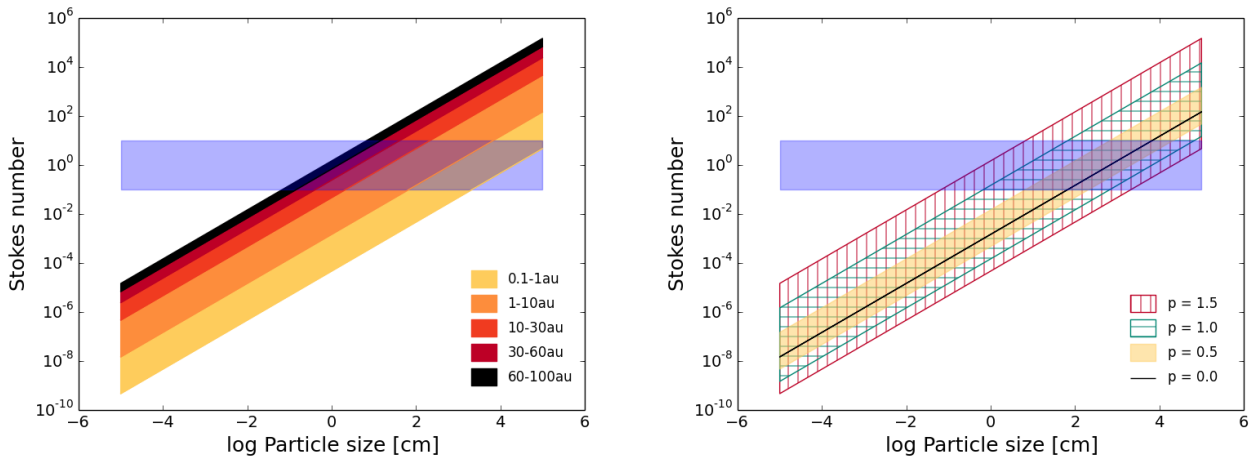 10^6
10^4
10^2
10^0
10^-2
10^-4
10^-6
10^-8
10^-10
Stokes number
0.1-1au
1-10au
10-30au
30-60au
60-100au
−6 −4 −2 0 2 4 6
log Particle size [cm]
10^6
10^4
10^2
10^0
10^-2
10^-4
10^-6
10^-8
10^-10
Stokes number
p = 1.5
p = 1.0
p = 0.5
p = 0.0
−6 −4 −2 0 2 4 6
log Particle size [cm]